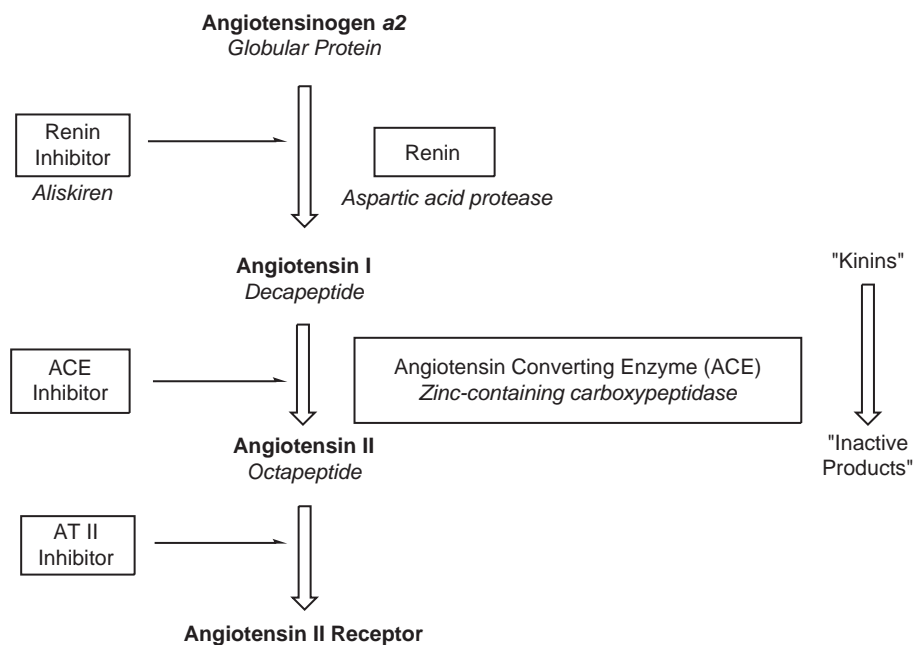 Angiotensinogen a2
Globular Protein
Renin
Inhibitor
Aliskiren
Renin
Aspartic acid protease
Angiotensin I
Decapeptide
"Kinins"
ACE
Inhibitor
Angiotensin Converting Enzyme (ACE)
Zinc-containing carboxypeptidase
Angiotensin II
Octapeptide
"Inactive
Products"
AT II
Inhibitor
Angiotensin II Receptor